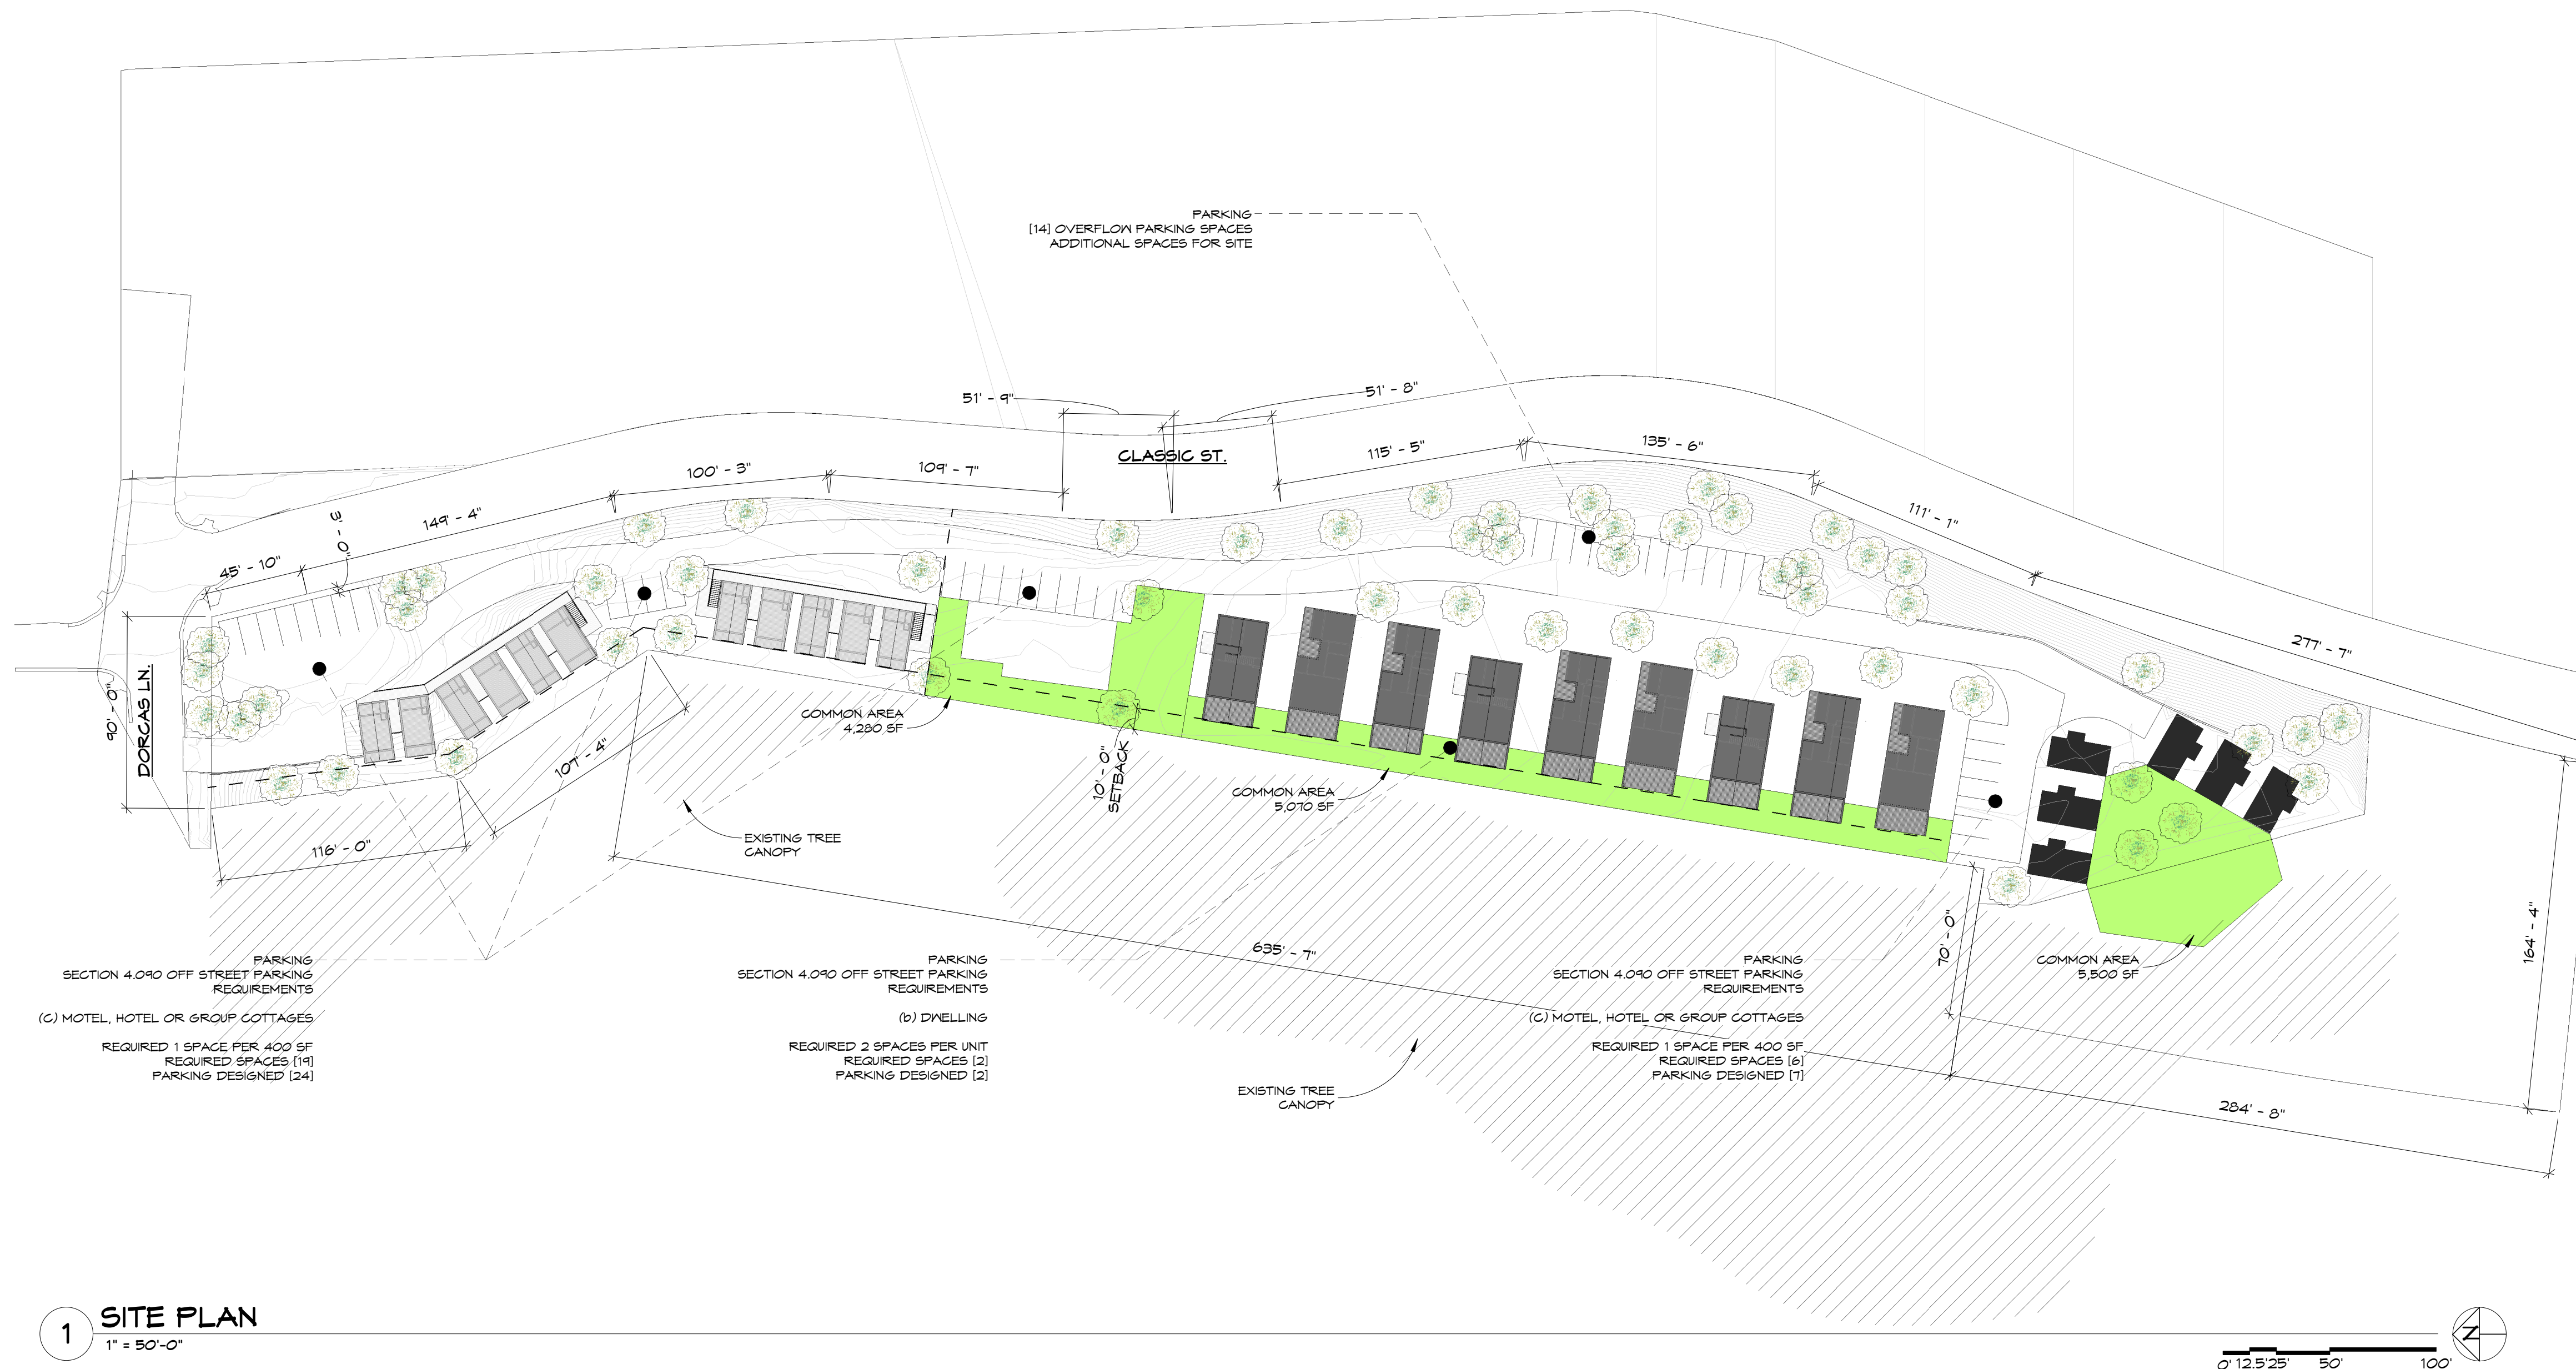 PARKING
[14] OVERFLOW PARKING SPACES
ADDITIONAL SPACES FOR SITE
51' - 9"
51' - 8"
CLASSIC ST.
115' - 5"
135' - 6"
109' - 7"
100' - 3"
149' - 4"
3' - 0"
45' - 10"
111' - 1"
277' - 7"
90' - 0"
DORCAS LN.
COMMON AREA
4,280 SF
107' - 4"
10' - 0"
SETBACK
COMMON AREA
5,070 SF
EXISTING TREE
CANOPY
116' - 0"
635' - 7"
70' - 0"
164' - 4"
COMMON AREA
5,500 SF
PARKING
SECTION 4.090 OFF STREET PARKING
REQUIREMENTS
(C) MOTEL, HOTEL OR GROUP COTTAGES
REQUIRED 1 SPACE PER 400 SF
REQUIRED SPACES [19]
PARKING DESIGNED [24]
PARKING
SECTION 4.090 OFF STREET PARKING
REQUIREMENTS
(b) DWELLING
REQUIRED 2 SPACES PER UNIT
REQUIRED SPACES [2]
PARKING DESIGNED [2]
PARKING
SECTION 4.090 OFF STREET PARKING
REQUIREMENTS
(C) MOTEL, HOTEL OR GROUP COTTAGES
REQUIRED 1 SPACE PER 400 SF
REQUIRED SPACES [6]
PARKING DESIGNED [7]
EXISTING TREE
CANOPY
284' - 8"
1
SITE PLAN
1" = 50'-0"
N
0' 12.5' 25' 50' 100'